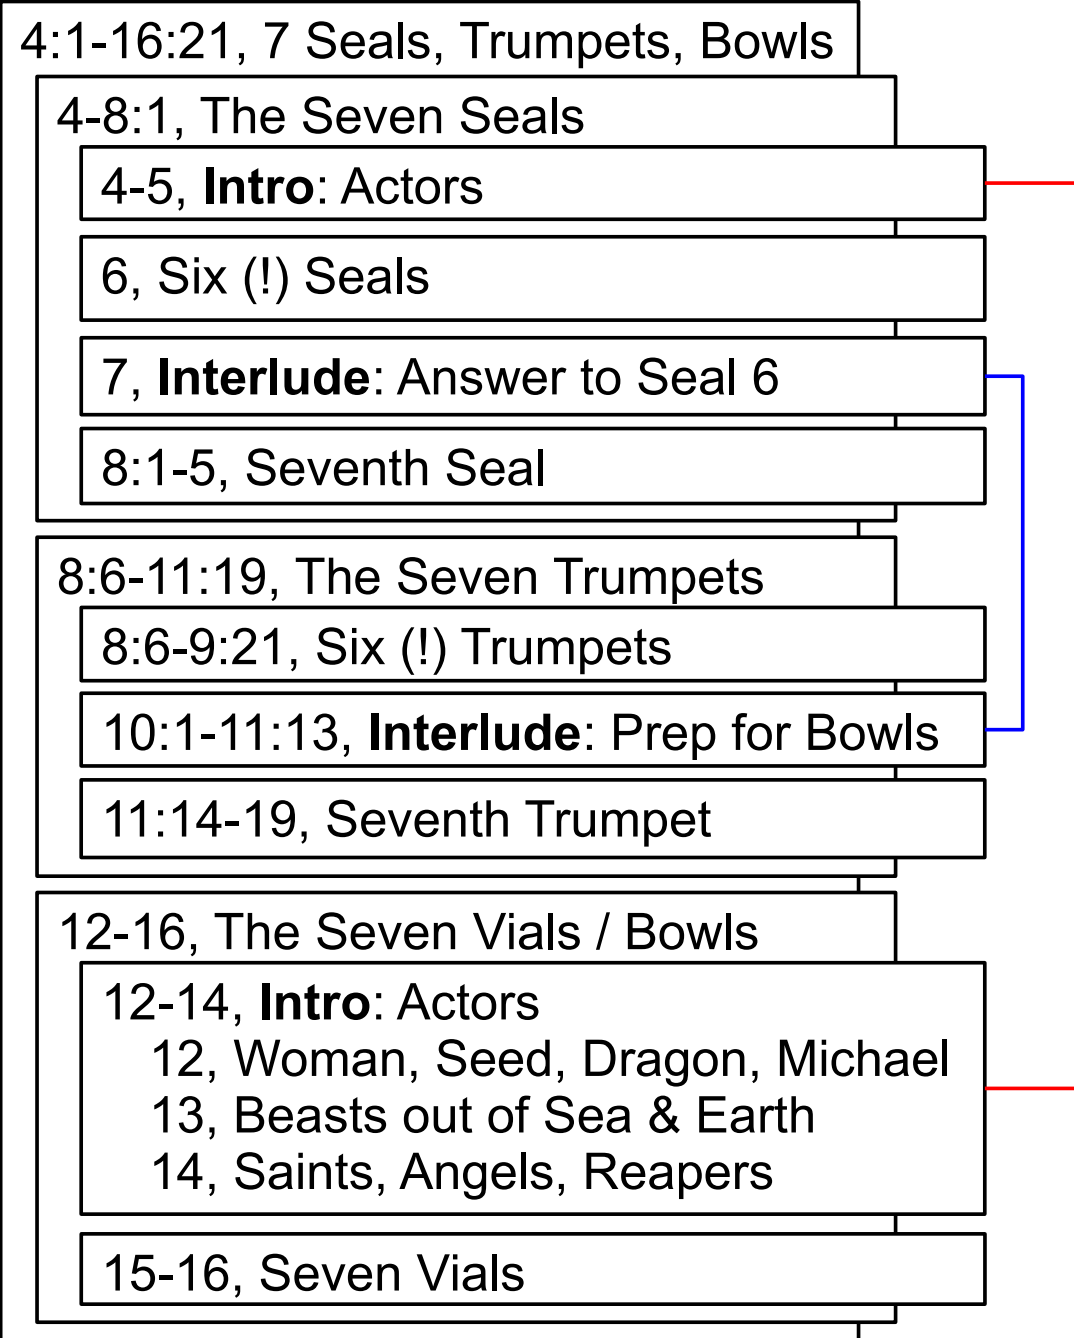 4:1-16:21, 7 Seals, Trumpets, Bowls
4-8:1, The Seven Seals
4-5, Intro: Actors
6, Six (!) Seals
7, Interlude: Answer to Seal 6
8:1-5, Seventh Seal
8:6-11:19, The Seven Trumpets
8:6-9:21, Six (!) Trumpets
10:1-11:13, Interlude: Prep for Bowls
11:14-19, Seventh Trumpet
12-16, The Seven Vials / Bowls
12-14, Intro: Actors
12, Woman, Seed, Dragon, Michael
13, Beasts out of Sea & Earth
14, Saints, Angels, Reapers
15-16, Seven Vials